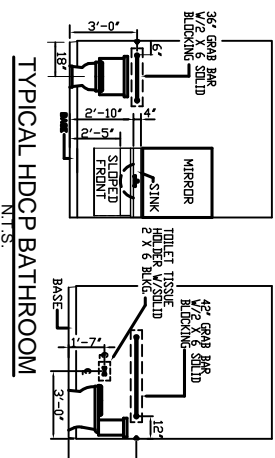 36" GRAB BAR
W/2 X 6 SOLID
BLOCKING
6"
3'-0"
18"
2'-10"
4"
2'-5"
BASE
SLOPED
FRONT
SINK
MIRROR
42" GRAB BAR
W/2 X 6 SOLID
BLOCKING
TOILET TISSUE
HOLDER W/SOLID
2 X 6 BLKG
BASE
1'-7"
3'-0"
12"
TYPICAL HDCP BATHROOM
N.T.S.